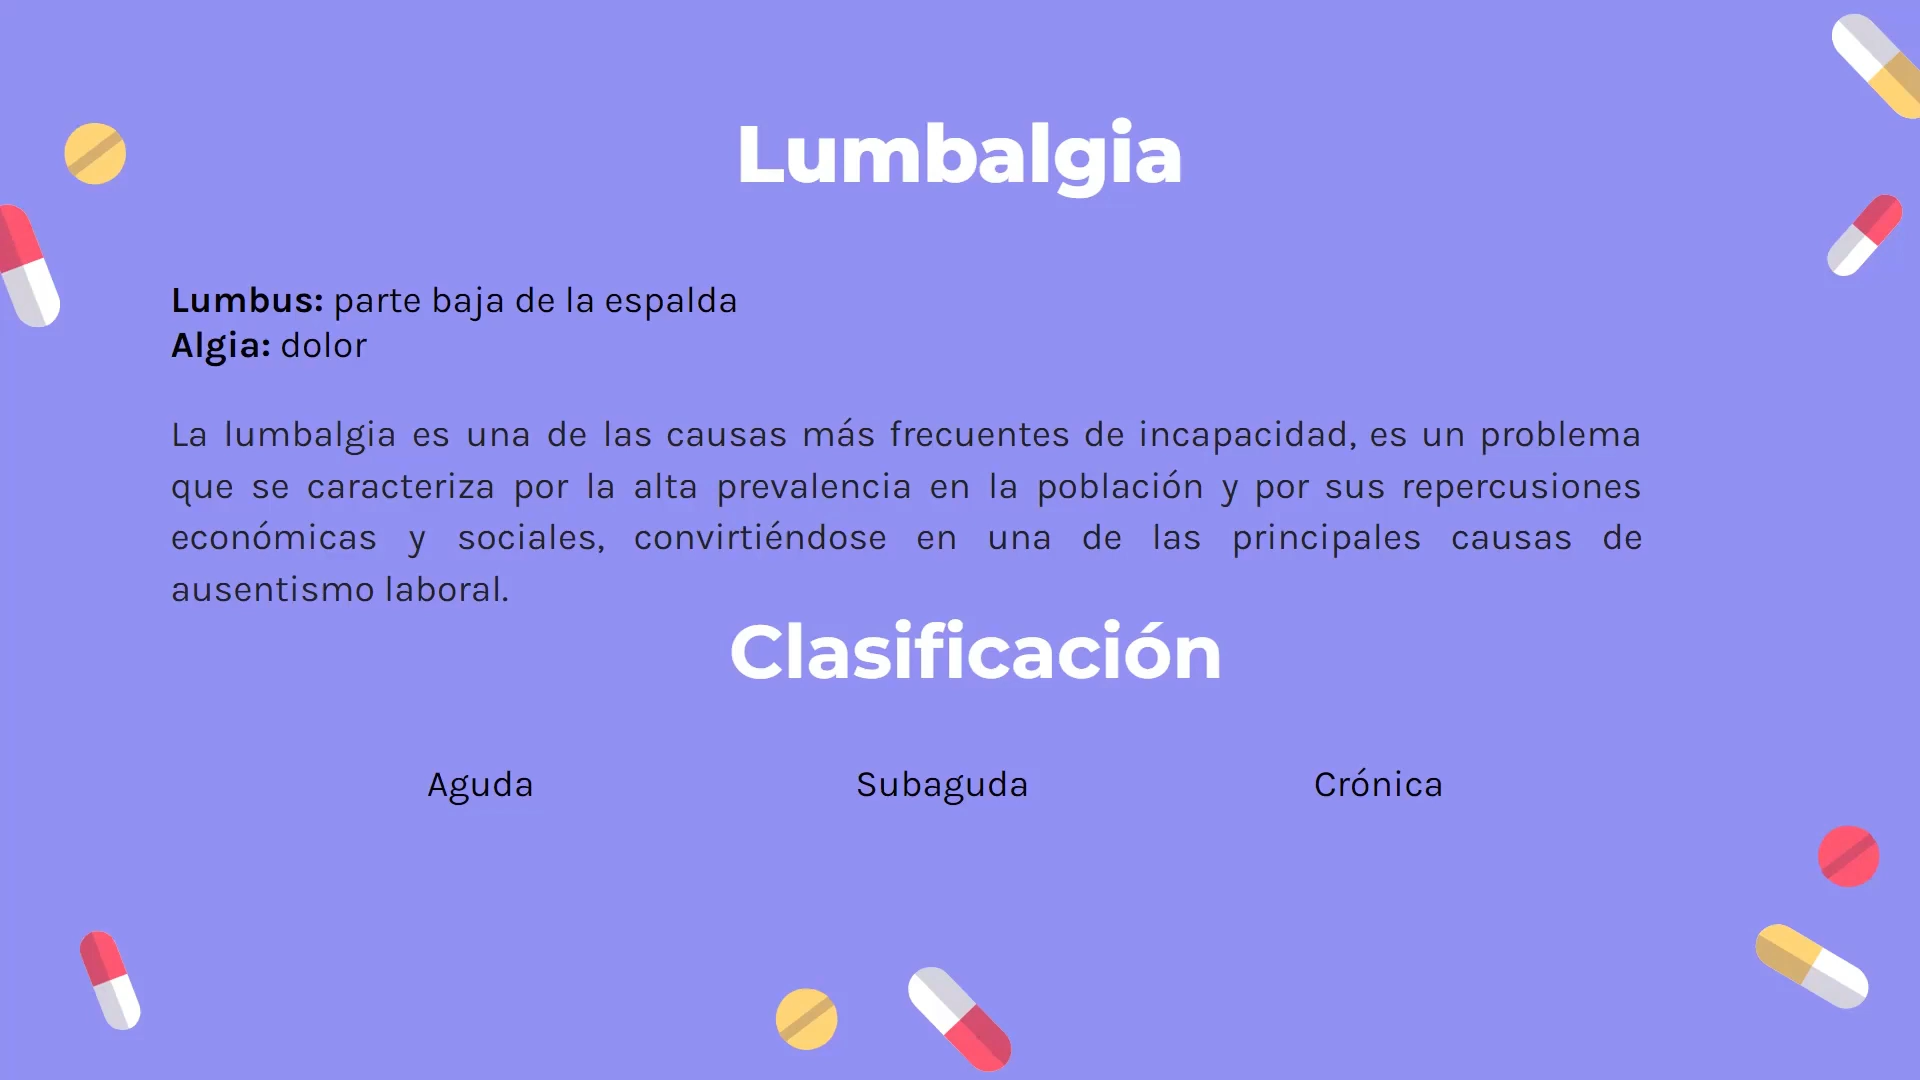 Lumbalgia
Lumbus: parte baja de la espalda
Algia: dolor
La lumbalgia es una de las causas más frecuentes de incapacidad, es un problema
que se caracteriza por la alta prevalencia en la población y por sus repercusiones
económicas y sociales, convirtiéndose en una de las principales causas de
ausentismo laboral.
Clasificación
Aguda Subaguda Crónica